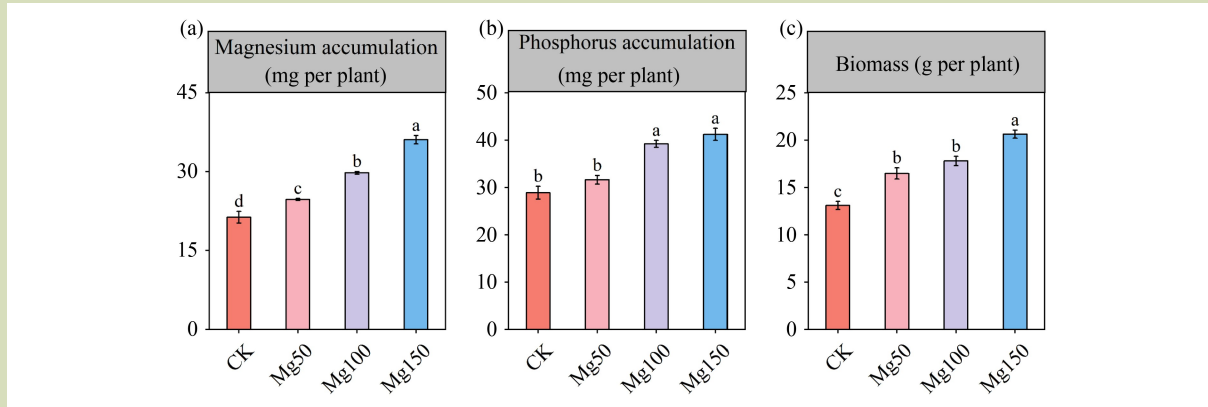 (a)
Magnesium accumulation
(mg per plant)
45
30
15
0
d
c
b
a
CK
Mg50
Mg100
Mg150
(b)
Phosphorus accumulation
(mg per plant)
50
40
30
20
10
0
b
b
a
a
CK
Mg50
Mg100
Mg150
(c)
Biomass (g per plant)
25
20
15
10
5
0
c
b
b
a
CK
Mg50
Mg100
Mg150